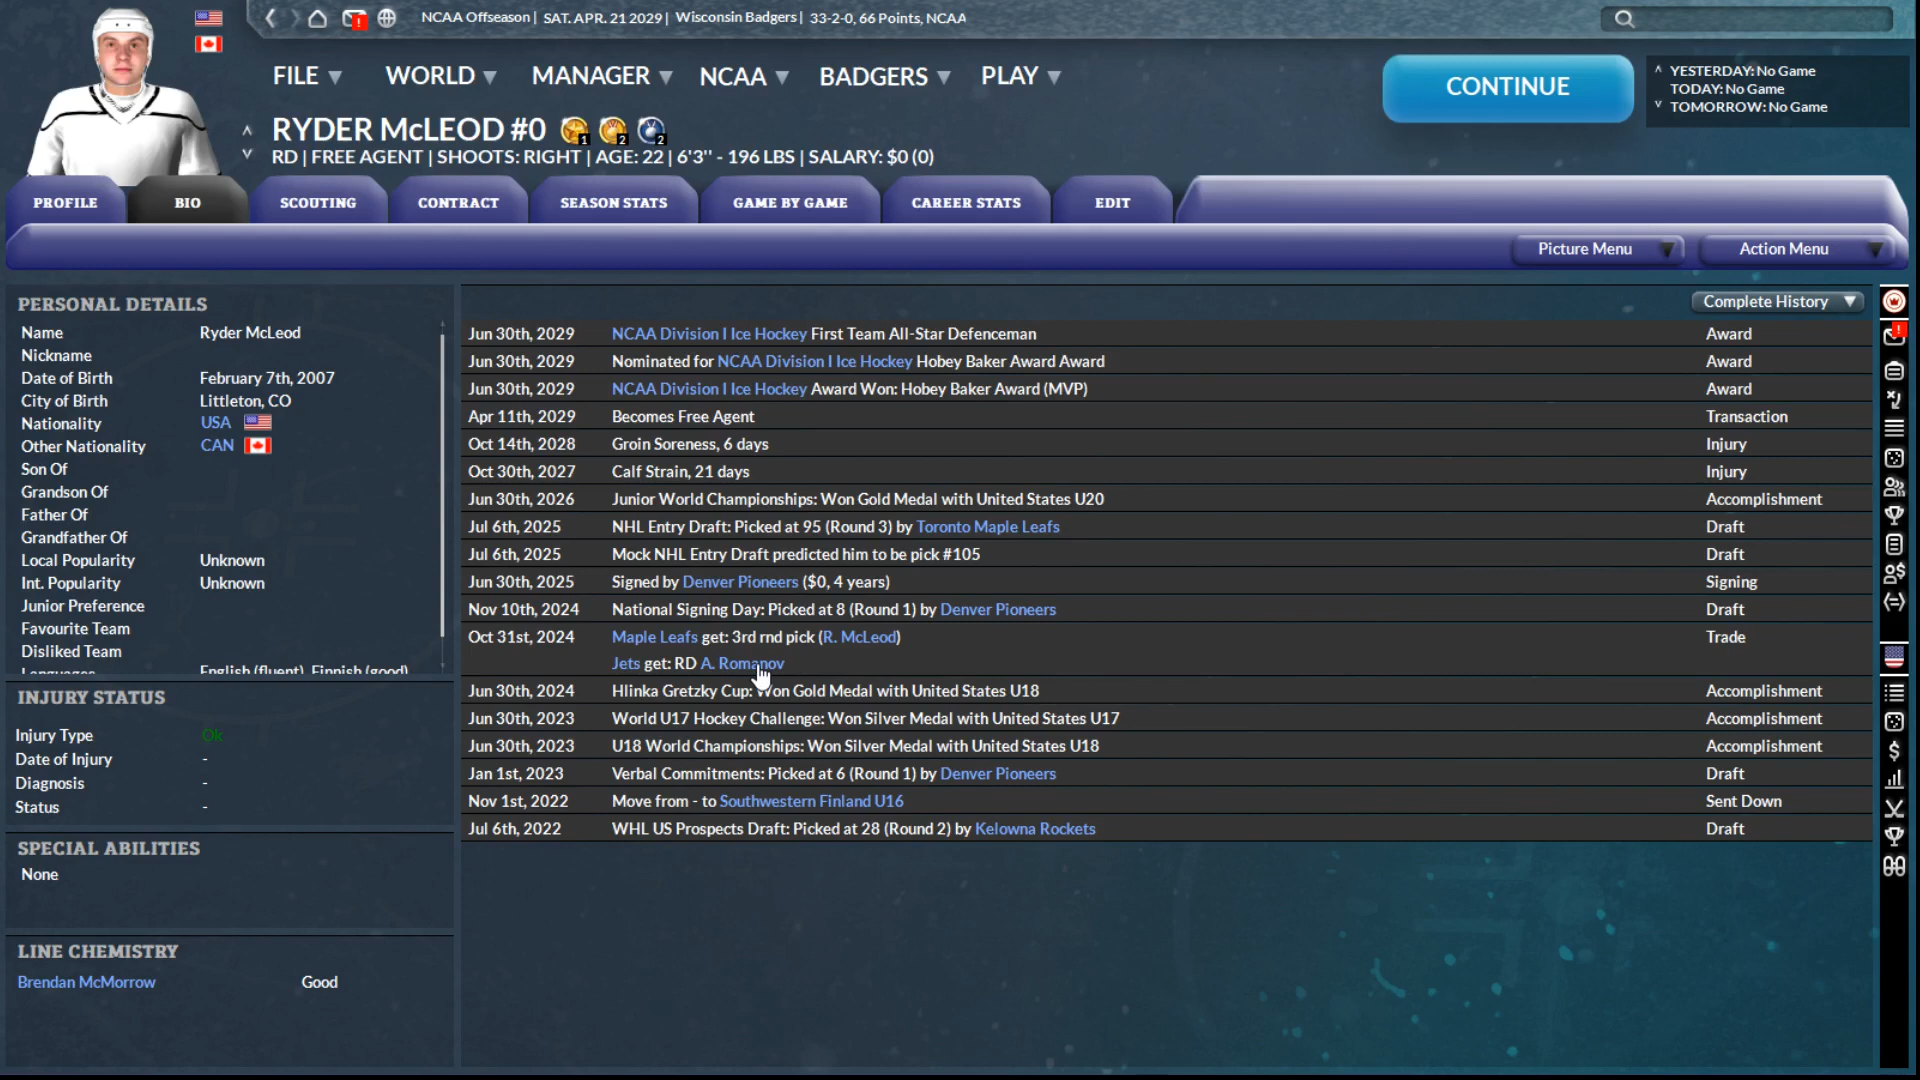 NCAA Offseason | SAT. APR. 21 2029 | Wisconsin Badgers | 33-2-0, 66 Points, NCAA
FILE WORLD MANAGER NCAA BADGERS PLAY
CONTINUE
YESTERDAY: No Game
TODAY: No Game
TOMORROW: No Game
RYDER McLEOD #0 1 2 2
RD | FREE AGENT | SHOOTS: RIGHT | AGE: 22 | 6'3'' - 196 LBS | SALARY: $0 (0)
PROFILE BIO SCOUTING CONTRACT SEASON STATS GAME BY GAME CAREER STATS EDIT
Picture Menu Action Menu
PERSONAL DETAILS
Name Ryder McLeod
Nickname
Date of Birth February 7th, 2007
City of Birth Littleton, CO
Nationality USA
Other Nationality CAN
Son Of
Grandson Of
Father Of
Grandfather Of
Local Popularity Unknown
Int. Popularity Unknown
Junior Preference
Favourite Team
Disliked Team
Languages English (fluent), Finnish (good)
INJURY STATUS
Injury Type Ok
Date of Injury -
Diagnosis -
Status -
SPECIAL ABILITIES
None
LINE CHEMISTRY
Brendan McMorrow Good
Complete History
Jun 30th, 2029 NCAA Division I Ice Hockey First Team All-Star Defenceman Award
Jun 30th, 2029 Nominated for NCAA Division I Ice Hockey Hobey Baker Award Award Award
Jun 30th, 2029 NCAA Division I Ice Hockey Award Won: Hobey Baker Award (MVP) Award
Apr 11th, 2029 Becomes Free Agent Transaction
Oct 14th, 2028 Groin Soreness, 6 days Injury
Oct 30th, 2027 Calf Strain, 21 days Injury
Jun 30th, 2026 Junior World Championships: Won Gold Medal with United States U20 Accomplishment
Jul 6th, 2025 NHL Entry Draft: Picked at 95 (Round 3) by Toronto Maple Leafs Draft
Jul 6th, 2025 Mock NHL Entry Draft predicted him to be pick #105 Draft
Jun 30th, 2025 Signed by Denver Pioneers ($0, 4 years) Signing
Nov 10th, 2024 National Signing Day: Picked at 8 (Round 1) by Denver Pioneers Draft
Oct 31st, 2024 Maple Leafs get: 3rd rnd pick (R. McLeod) Trade
Jets get: RD A. Romanov
Jun 30th, 2024 Hlinka Gretzky Cup: Won Gold Medal with United States U18 Accomplishment
Jun 30th, 2023 World U17 Hockey Challenge: Won Silver Medal with United States U17 Accomplishment
Jun 30th, 2023 U18 World Championships: Won Silver Medal with United States U18 Accomplishment
Jan 1st, 2023 Verbal Commitments: Picked at 6 (Round 1) by Denver Pioneers Draft
Nov 1st, 2022 Move from - to Southwestern Finland U16 Sent Down
Jul 6th, 2022 WHL US Prospects Draft: Picked at 28 (Round 2) by Kelowna Rockets Draft